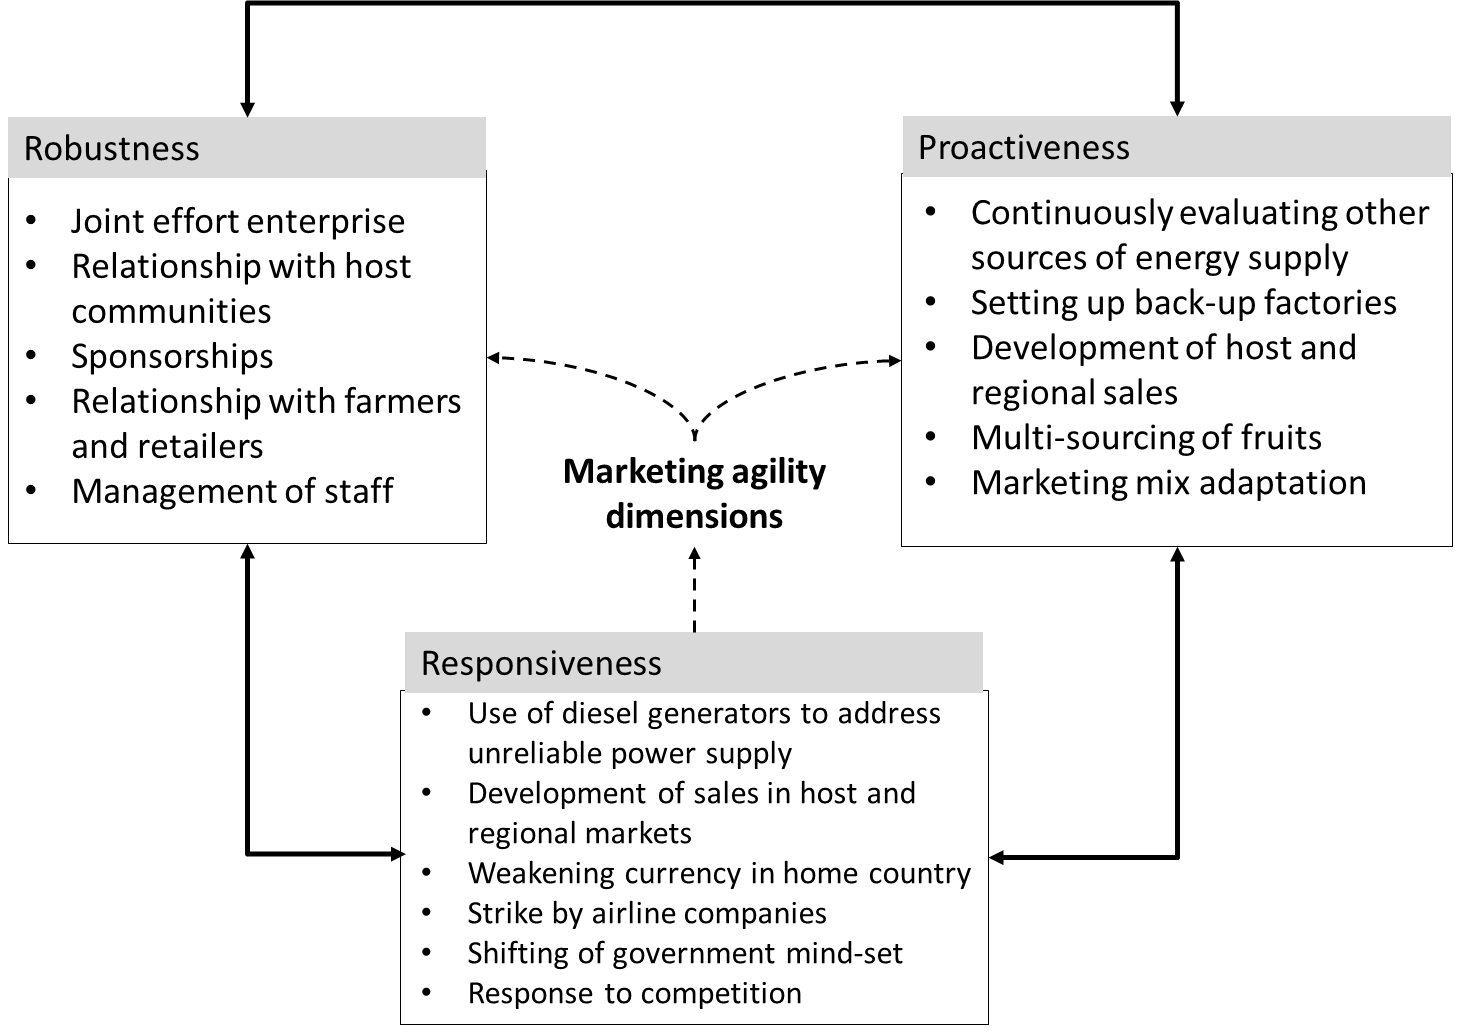 Robustness
• Joint effort enterprise
• Relationship with host
communities
• Sponsorships
• Relationship with farmers
and retailers
• Management of staff
Proactiveness
• Continuously evaluating other
sources of energy supply
• Setting up back-up factories
• Development of host and
regional sales
• Multi-sourcing of fruits
• Marketing mix adaptation
Marketing agility
dimensions
Responsiveness
• Use of diesel generators to address
unreliable power supply
• Development of sales in host and
regional markets
• Weakening currency in home country
• Strike by airline companies
• Shifting of government mind-set
• Response to competition